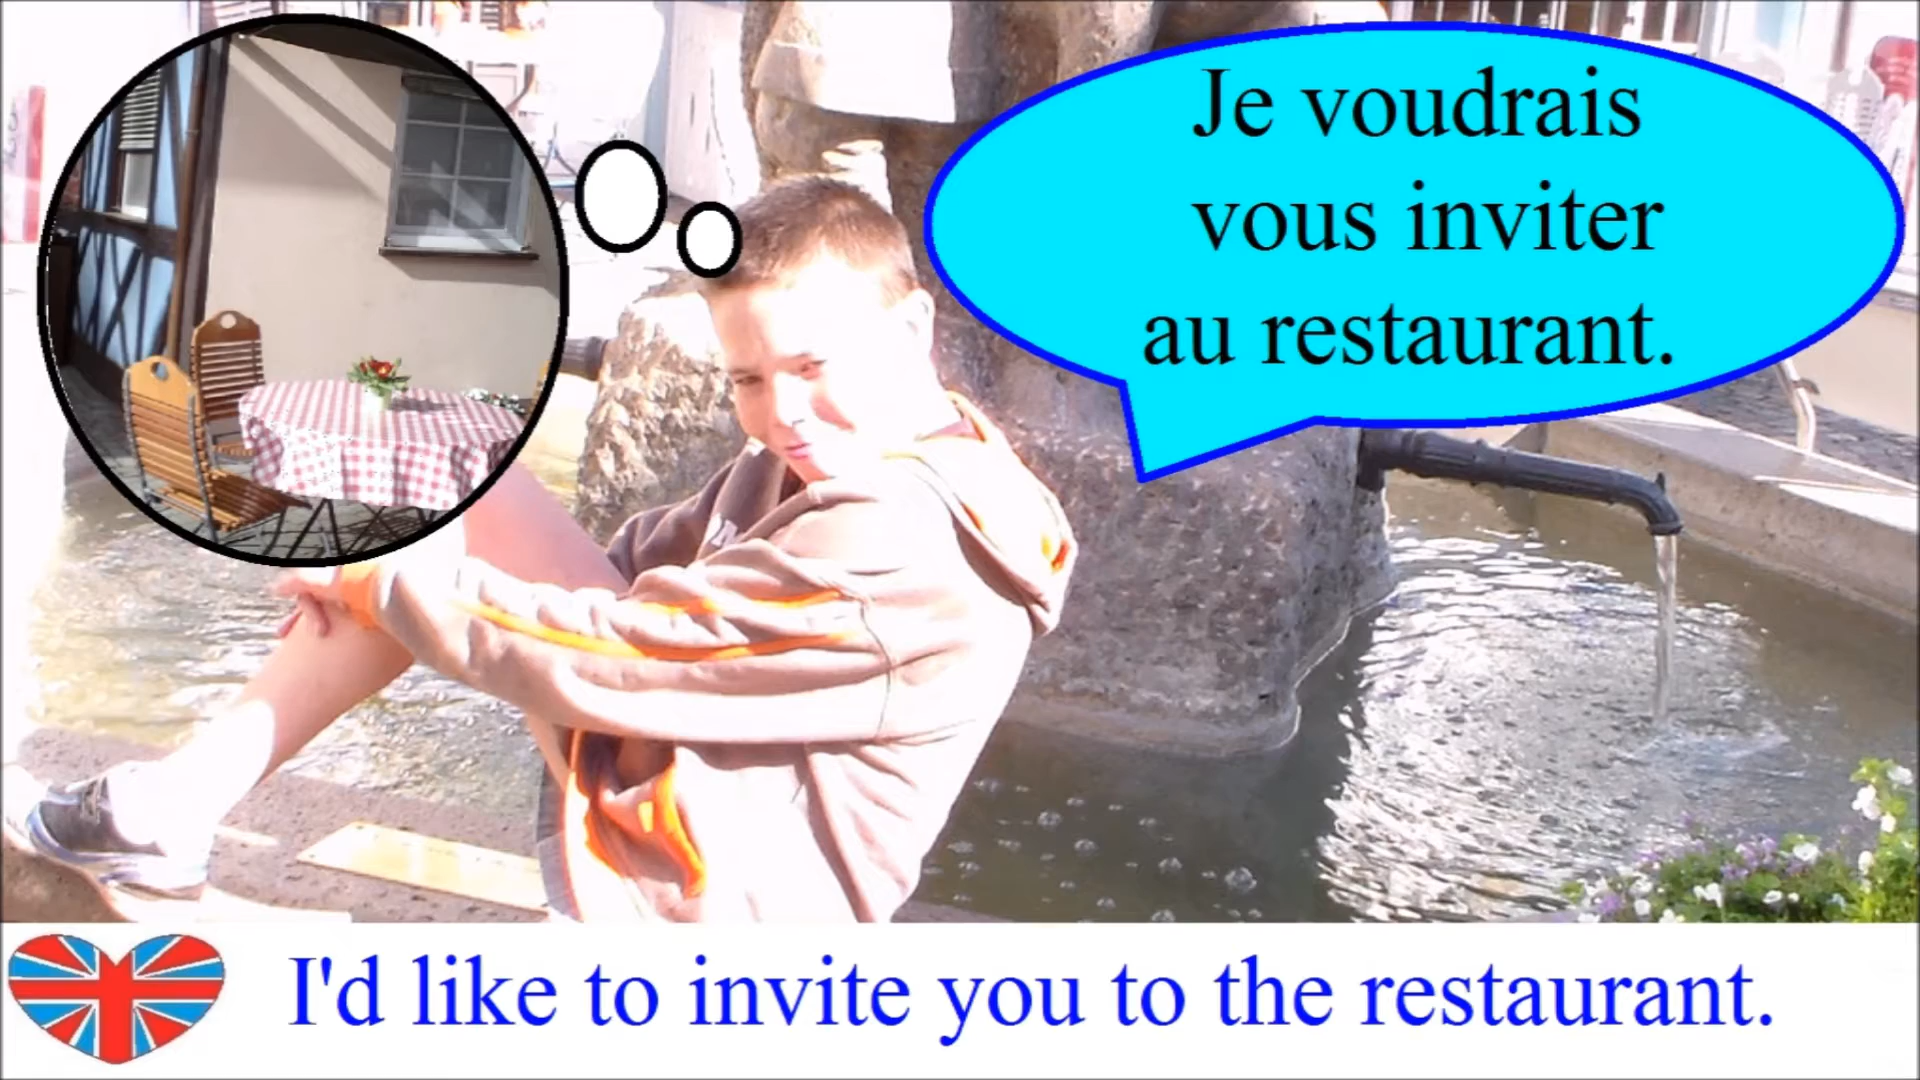 Je voudrais
vous inviter
au restaurant.
I'd like to invite you to the restaurant.